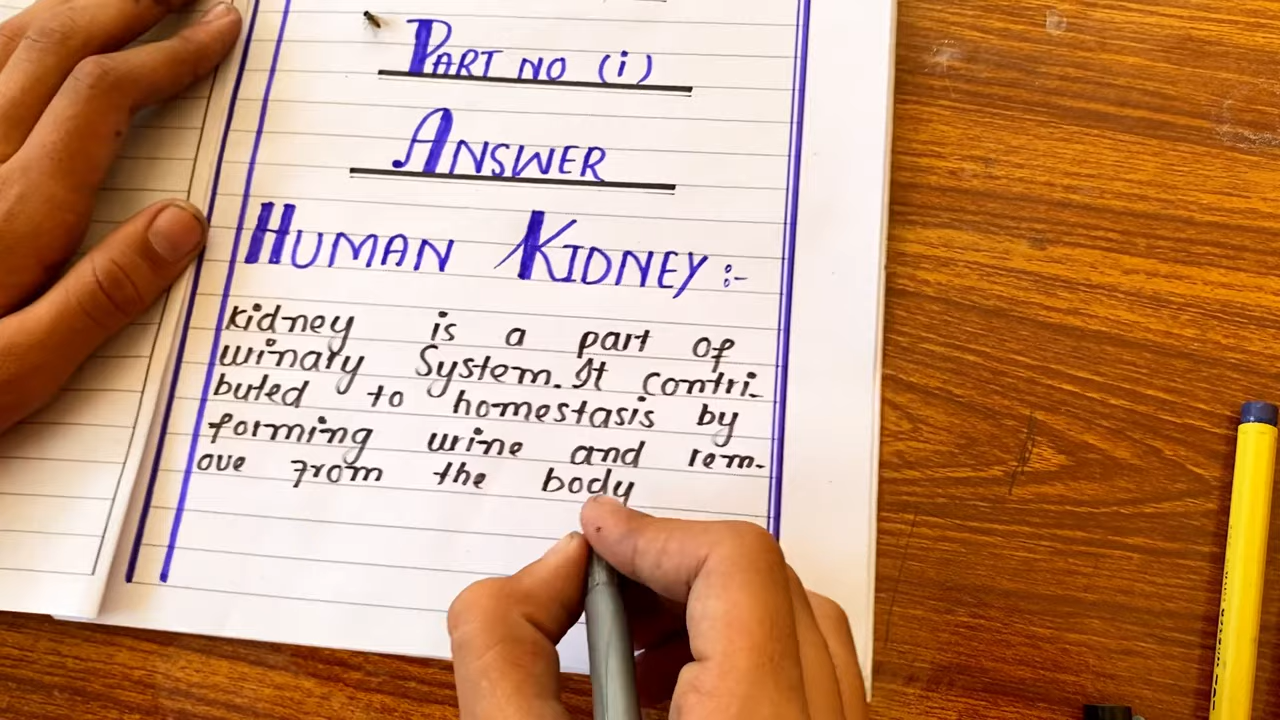 PART NO (i)
ANSWER
HUMAN KIDNEY :-
Kidney is a part of
urinary System. It contri-
buted to homestasis by
forming urine and rem-
ove from the body